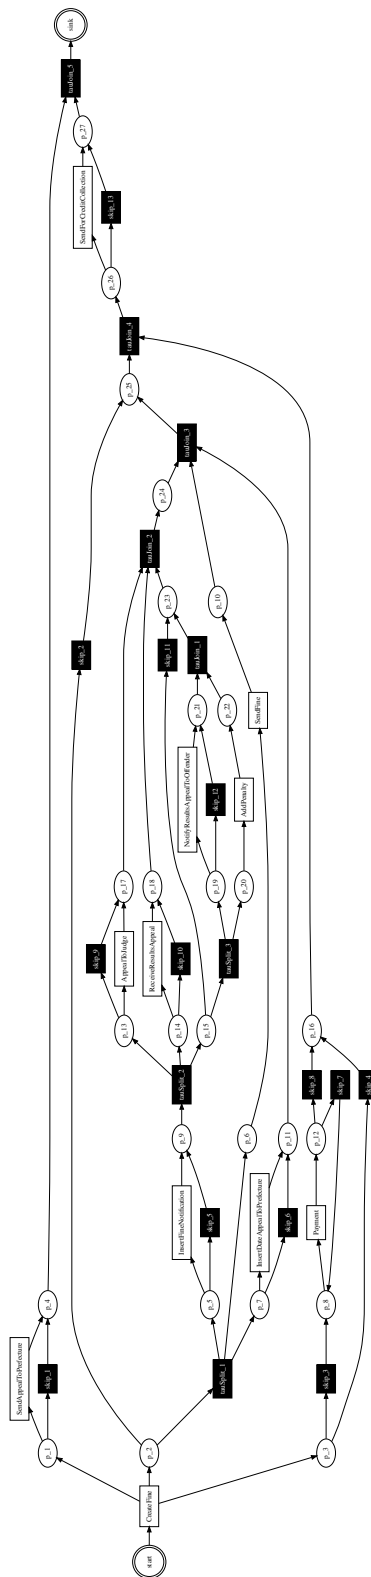 start
CreateFine
p_1
p_2
p_3
SendAppealToPrefecture
skip_1
tauSplit_1
skip_3
p_4
p_5
p_7
p_8
InsertFineNotification
skip_5
InsertDateAppealToPrefecture
skip_6
Payment
p_9
p_6
p_11
p_12
tauSplit_2
skip_8
skip_7
skip_4
p_13
p_14
p_15
p_16
skip_9
AppealToJudge
ReceiveResultsAppeal
skip_10
tauSplit_3
p_17
p_18
p_19
p_20
NotifyResultsAppealToOffender
skip_12
AddPenalty
p_21
p_22
SendFine
skip_2
skip_11
tauJoin_1
p_23
p_10
tauJoin_2
p_24
tauJoin_3
p_25
tauJoin_4
p_26
SendForCreditCollection
skip_13
p_27
tauJoin_5
sink